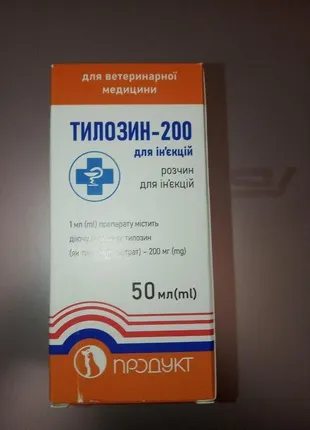 для ветеринарної
медицини
ТИЛОЗИН-200
для ін'єкцій
розчин
для ін'єкцій
1 мл (ml) препарату містить
тилозин
(як – 200 мг (mg)
50 мл(ml)
ПРОДУКТ